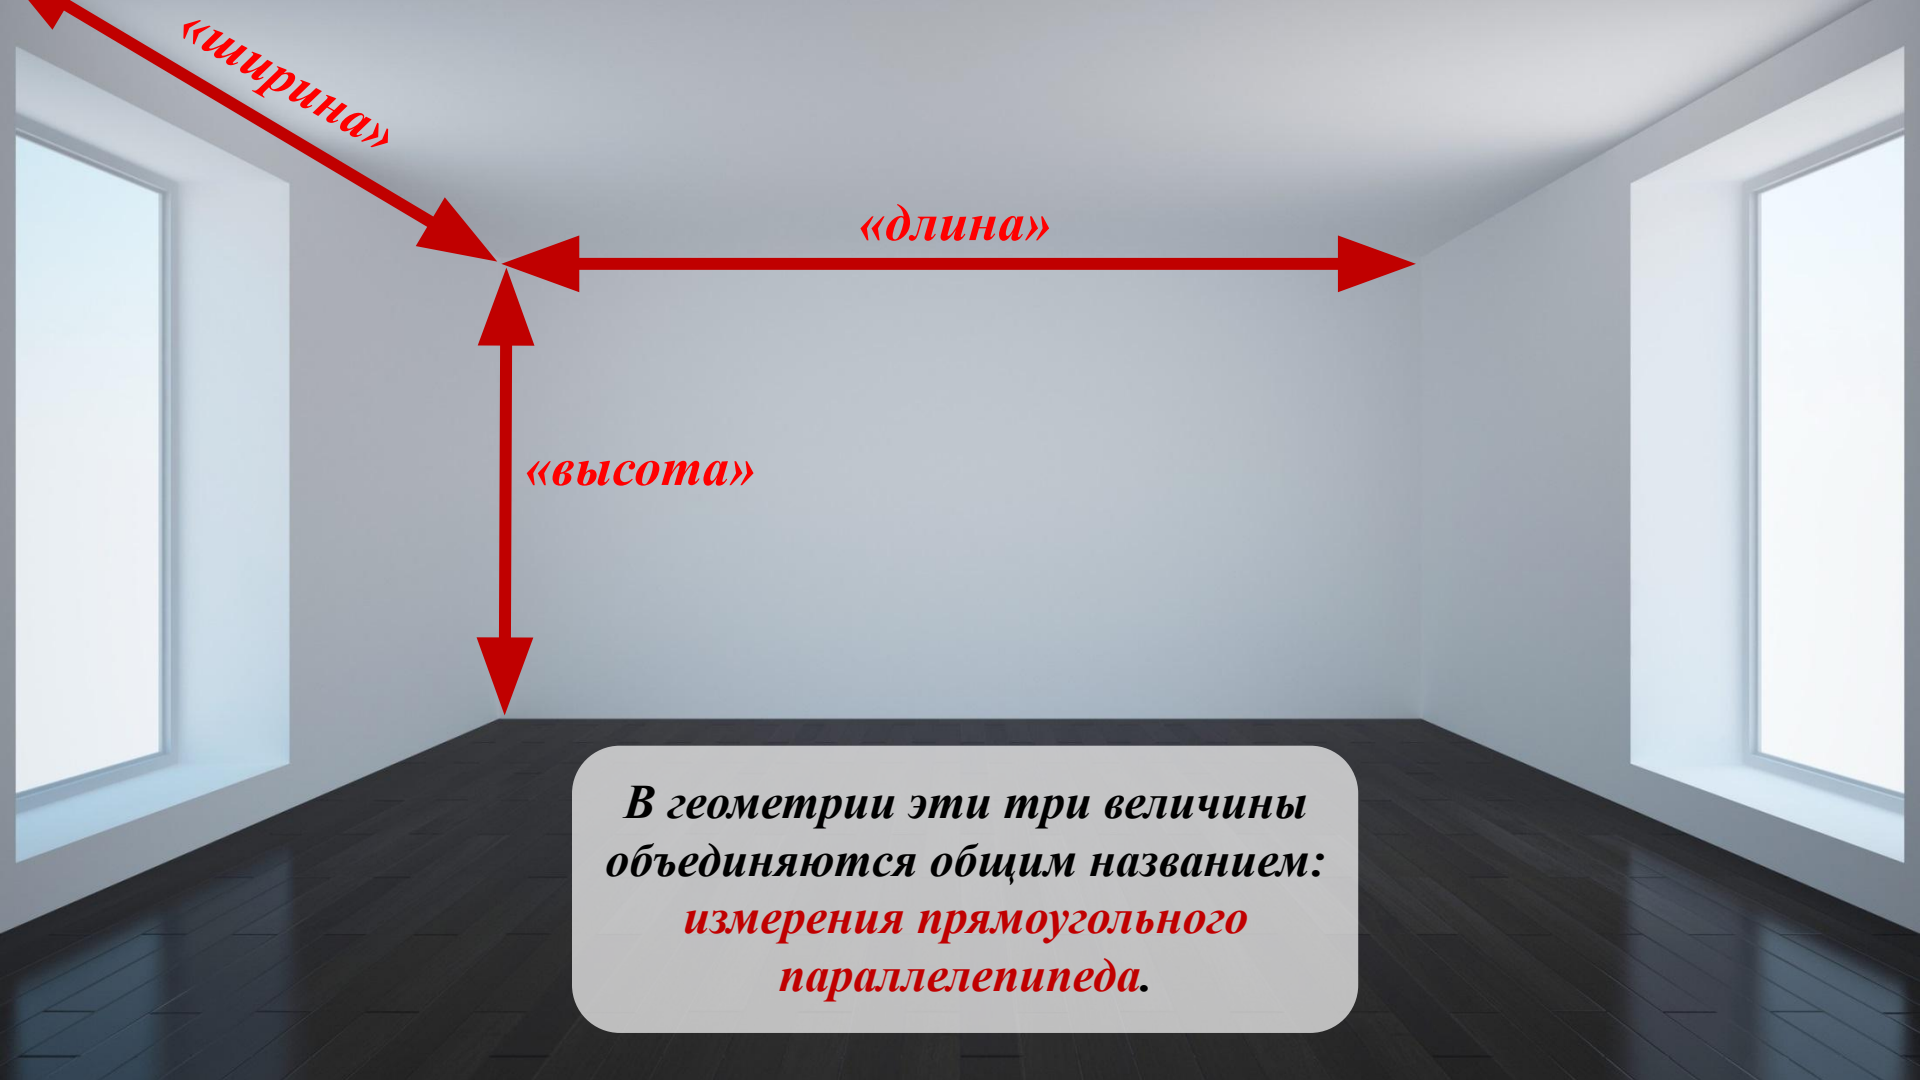 «ширина»
«длина»
«высота»
В геометрии эти три величины
объединяются общим названием:
измерения прямоугольного
параллелепипеда.